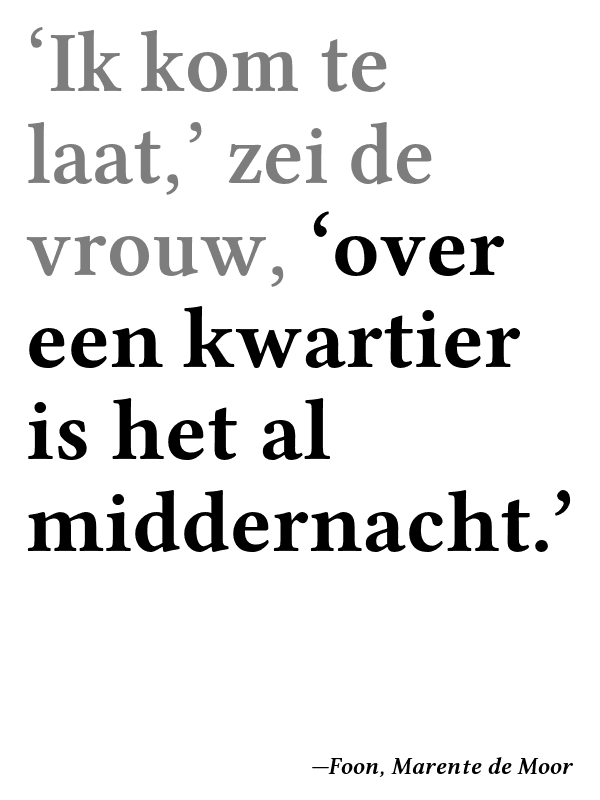 ‘Ik kom te
laat,’ zei de
vrouw, ‘over
een kwartier
is het al
middernacht.’
—Foon, Marente de Moor